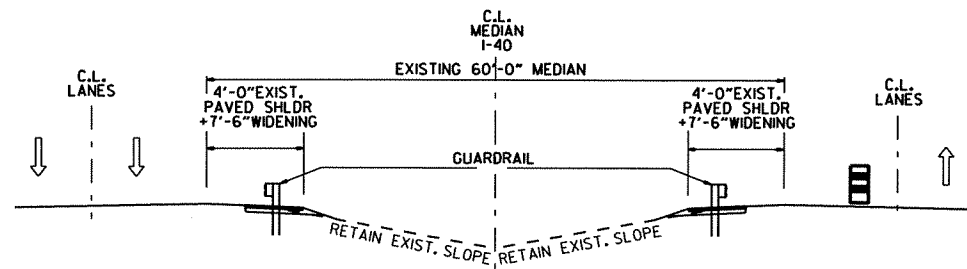 C.L.
MEDIAN
I-40
EXISTING 60'-0" MEDIAN
C.L.
LANES
4'-0"EXIST.
PAVED SHLDR
+7'-6"WIDENING
4'-0"EXIST.
PAVED SHLDR
+7'-6"WIDENING
C.L.
LANES
GUARDRAIL
RETAIN EXIST. SLOPE
RETAIN EXIST. SLOPE